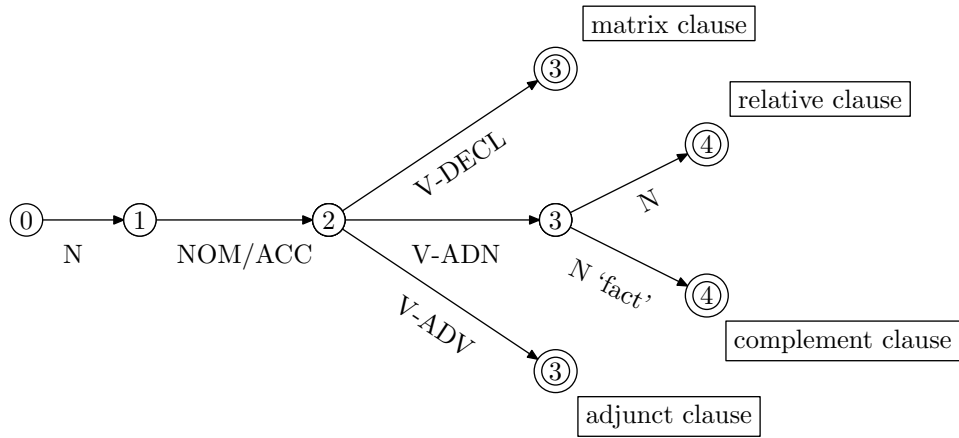 matrix clause
3
relative clause
4
V-DECL
N
0
1
2
3
N
NOM/ACC
V-ADN
N ‘fact’
4
V-ADV
complement clause
3
adjunct clause